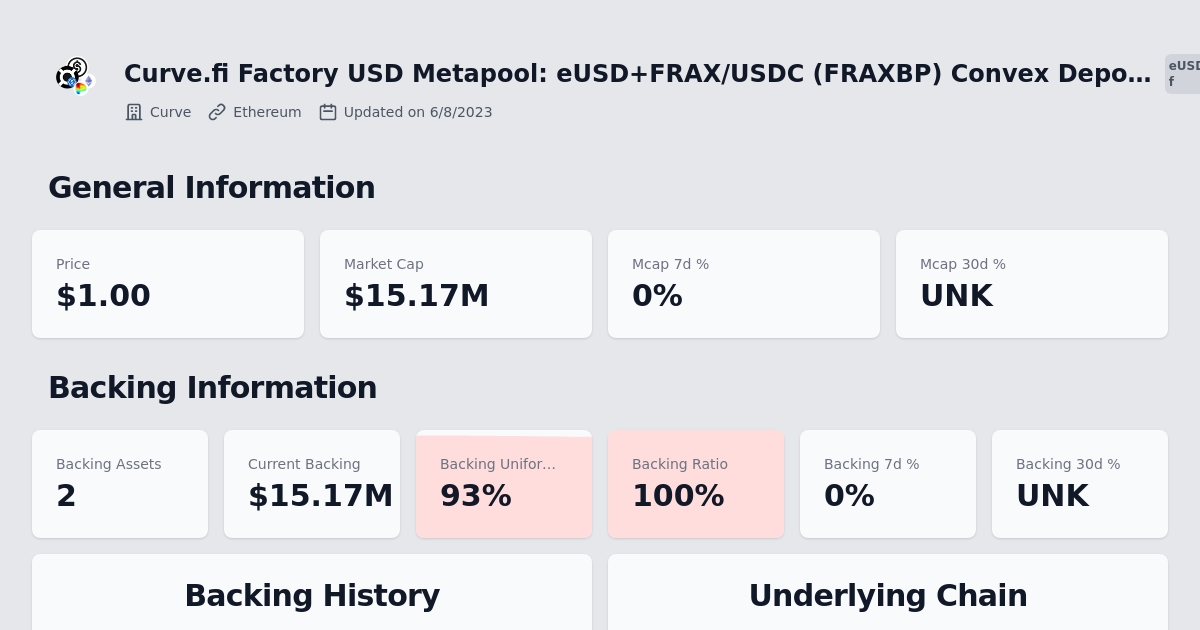 Curve.fi Factory USD Metapool: eUSD+FRAX/USDC (FRAXBP) Convex Depo…
eUSD
f
Curve Ethereum Updated on 6/8/2023
General Information
Price Market Cap Mcap 7d % Mcap 30d %
$1.00 $15.17M 0% UNK
Backing Information
Backing Assets Current Backing Backing Unifor… Backing Ratio Backing 7d % Backing 30d %
2 $15.17M 93% 100% 0% UNK
Backing History Underlying Chain